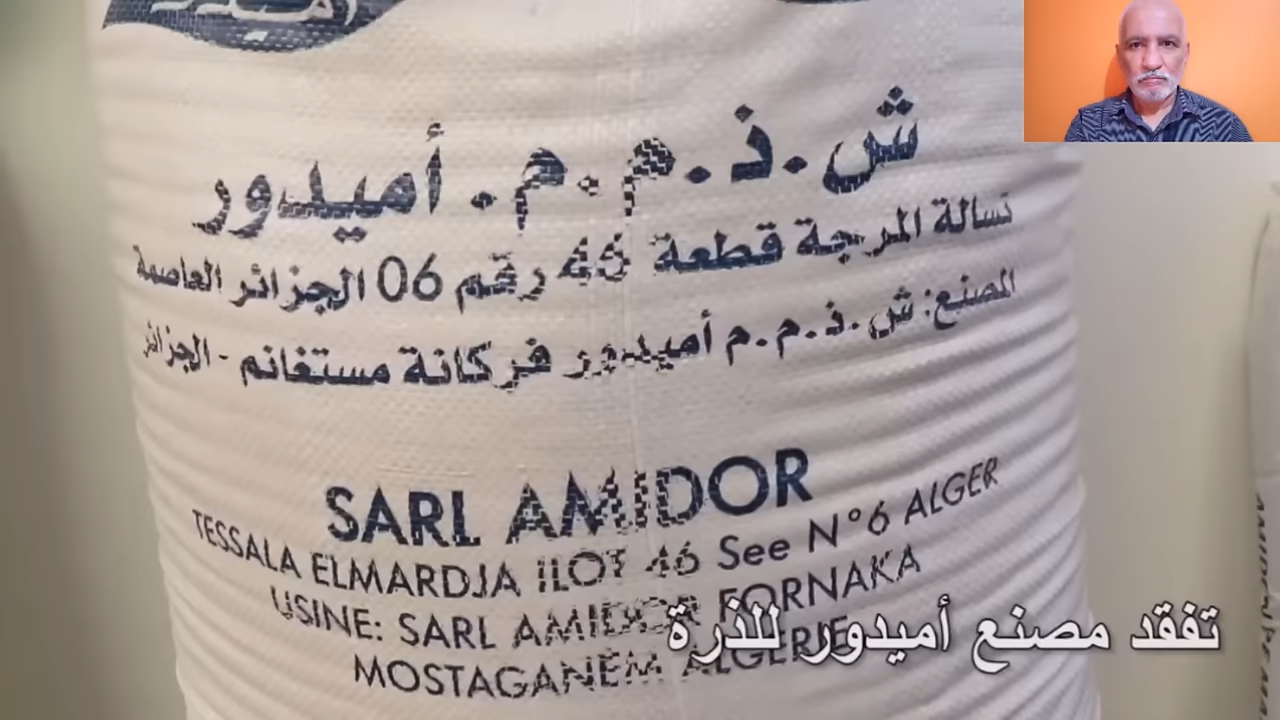 أميدور
ش.ذ.م.م. أميدور
تسالة المرجة قطعة 46 رقم 06 الجزائر العاصمة
المصنع: ش.ذ.م.م أميدور فركانة مستغانم - الجزائر
SARL AMIDOR
TESSALA ELMARDJA ILOT 46 See N°6 ALGER
USINE: SARL AMIDOR FORNAKA
MOSTAGANEM ALGERIE
تفقد مصنع أميدور للذرة